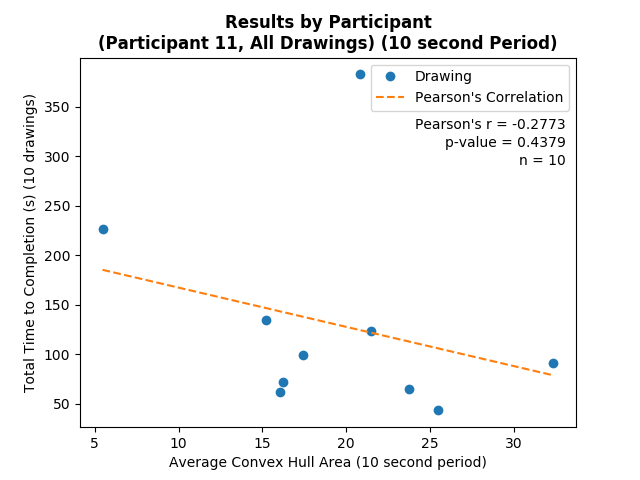 Results by Participant
(Participant 11, All Drawings) (10 second Period)
Drawing
Pearson's Correlation
Pearson's r = -0.2773
p-value = 0.4379
n = 10
Total Time to Completion (s) (10 drawings)
350
300
250
200
150
100
50
5
10
15
20
25
30
Average Convex Hull Area (10 second period)